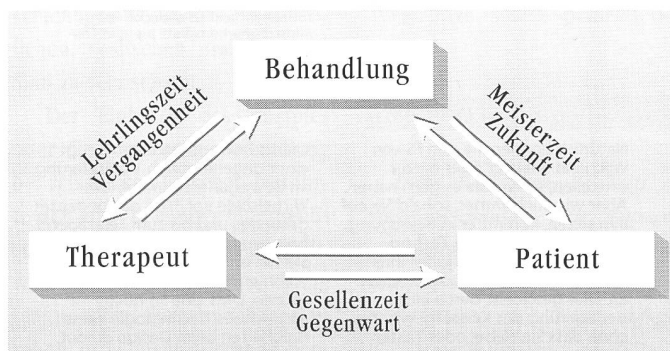 Behandlung
Lehrlingszeit
Vergangenheit
Meisterzeit
Zukunft
Therapeut
Patient
Gesellenzeit
Gegenwart